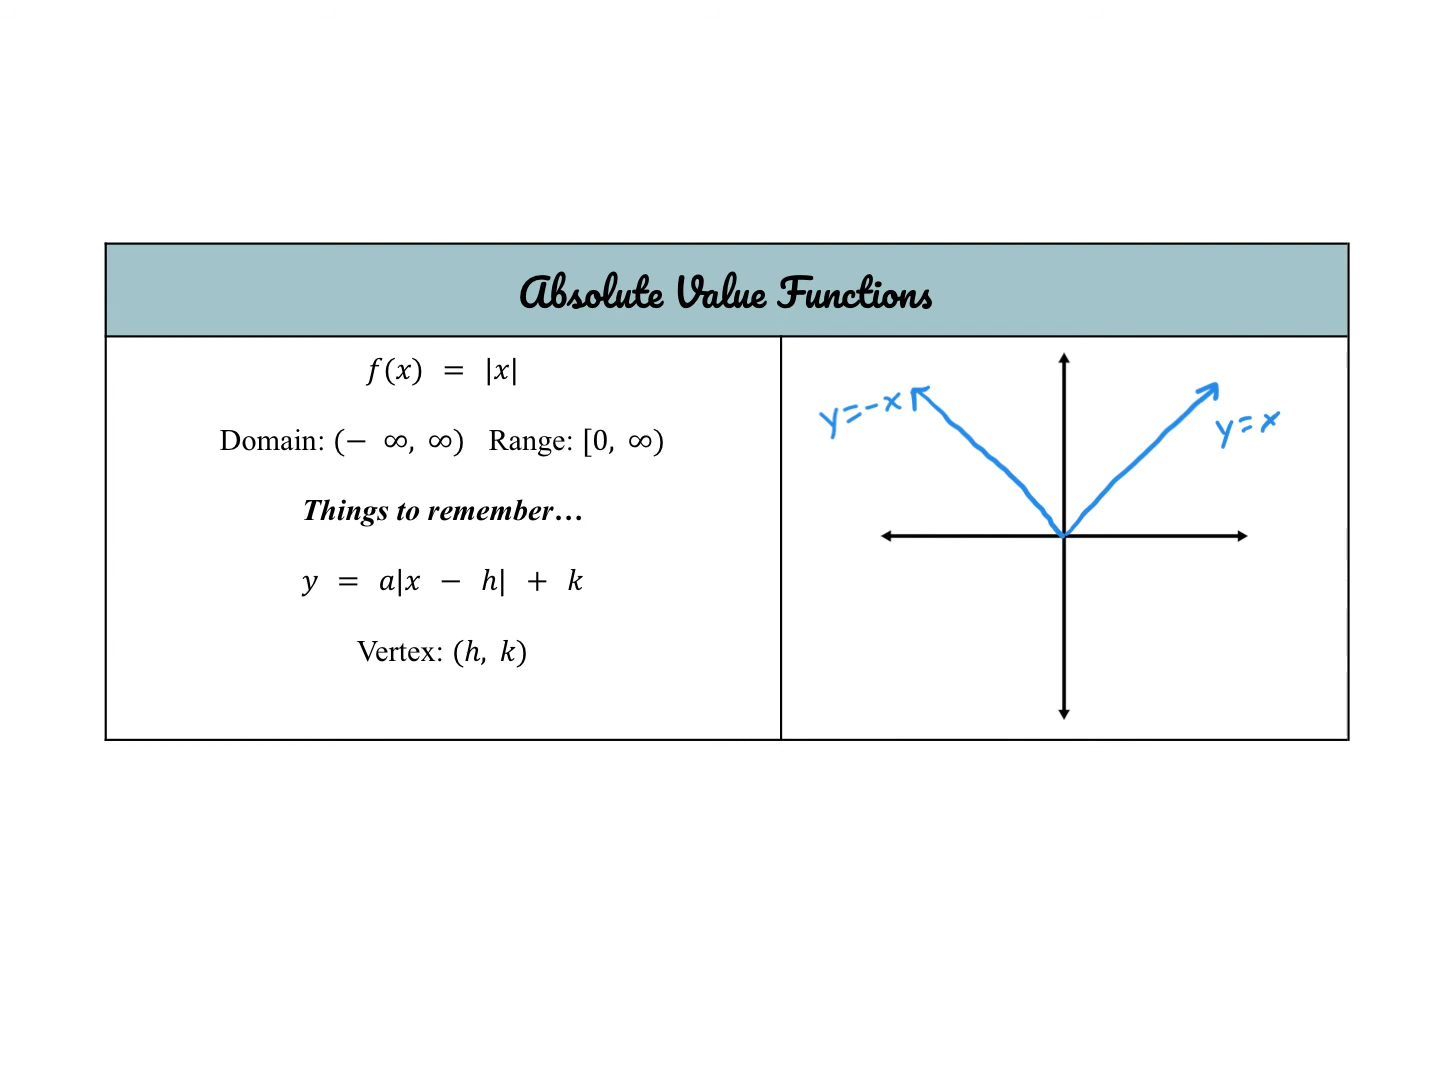 Absolute Value Functions
f(x) = |x|
Domain: (− ∞, ∞) Range: [0, ∞)
Things to remember…
y = a|x − h| + k
Vertex: (h, k)
y=-x
y=x